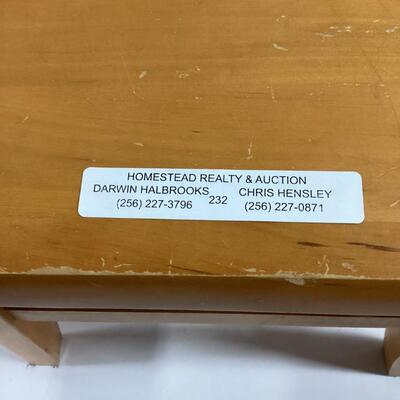 HOMESTEAD REALTY & AUCTION
DARWIN HALBROOKS 232 CHRIS HENSLEY
(256) 227-3796 (256) 227-0871